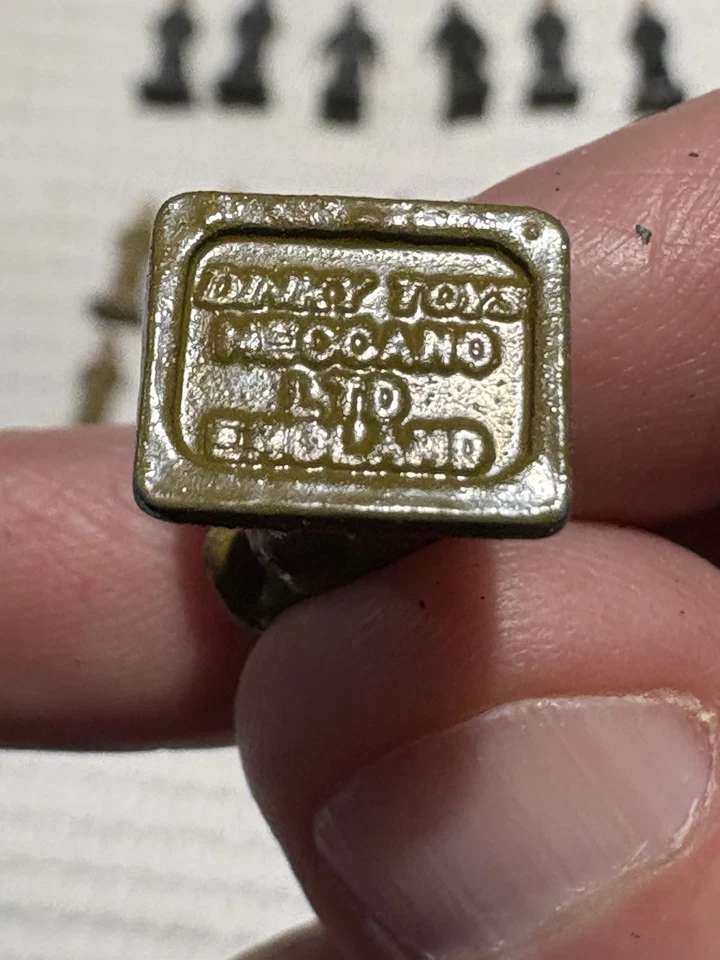 DINKY TOYS
MECCANO
LTD
ENGLAND